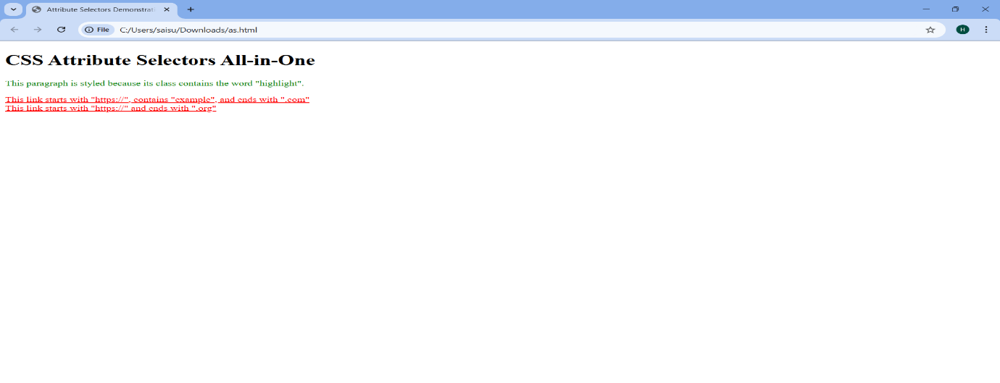 Attribute Selectors Demonstrati
File
C:/Users/saisu/Downloads/as.html
H
CSS Attribute Selectors All-in-One
This paragraph is styled because its class contains the word "highlight".
This link starts with "https://", contains "example", and ends with ".com"
This link starts with "https://" and ends with ".org"